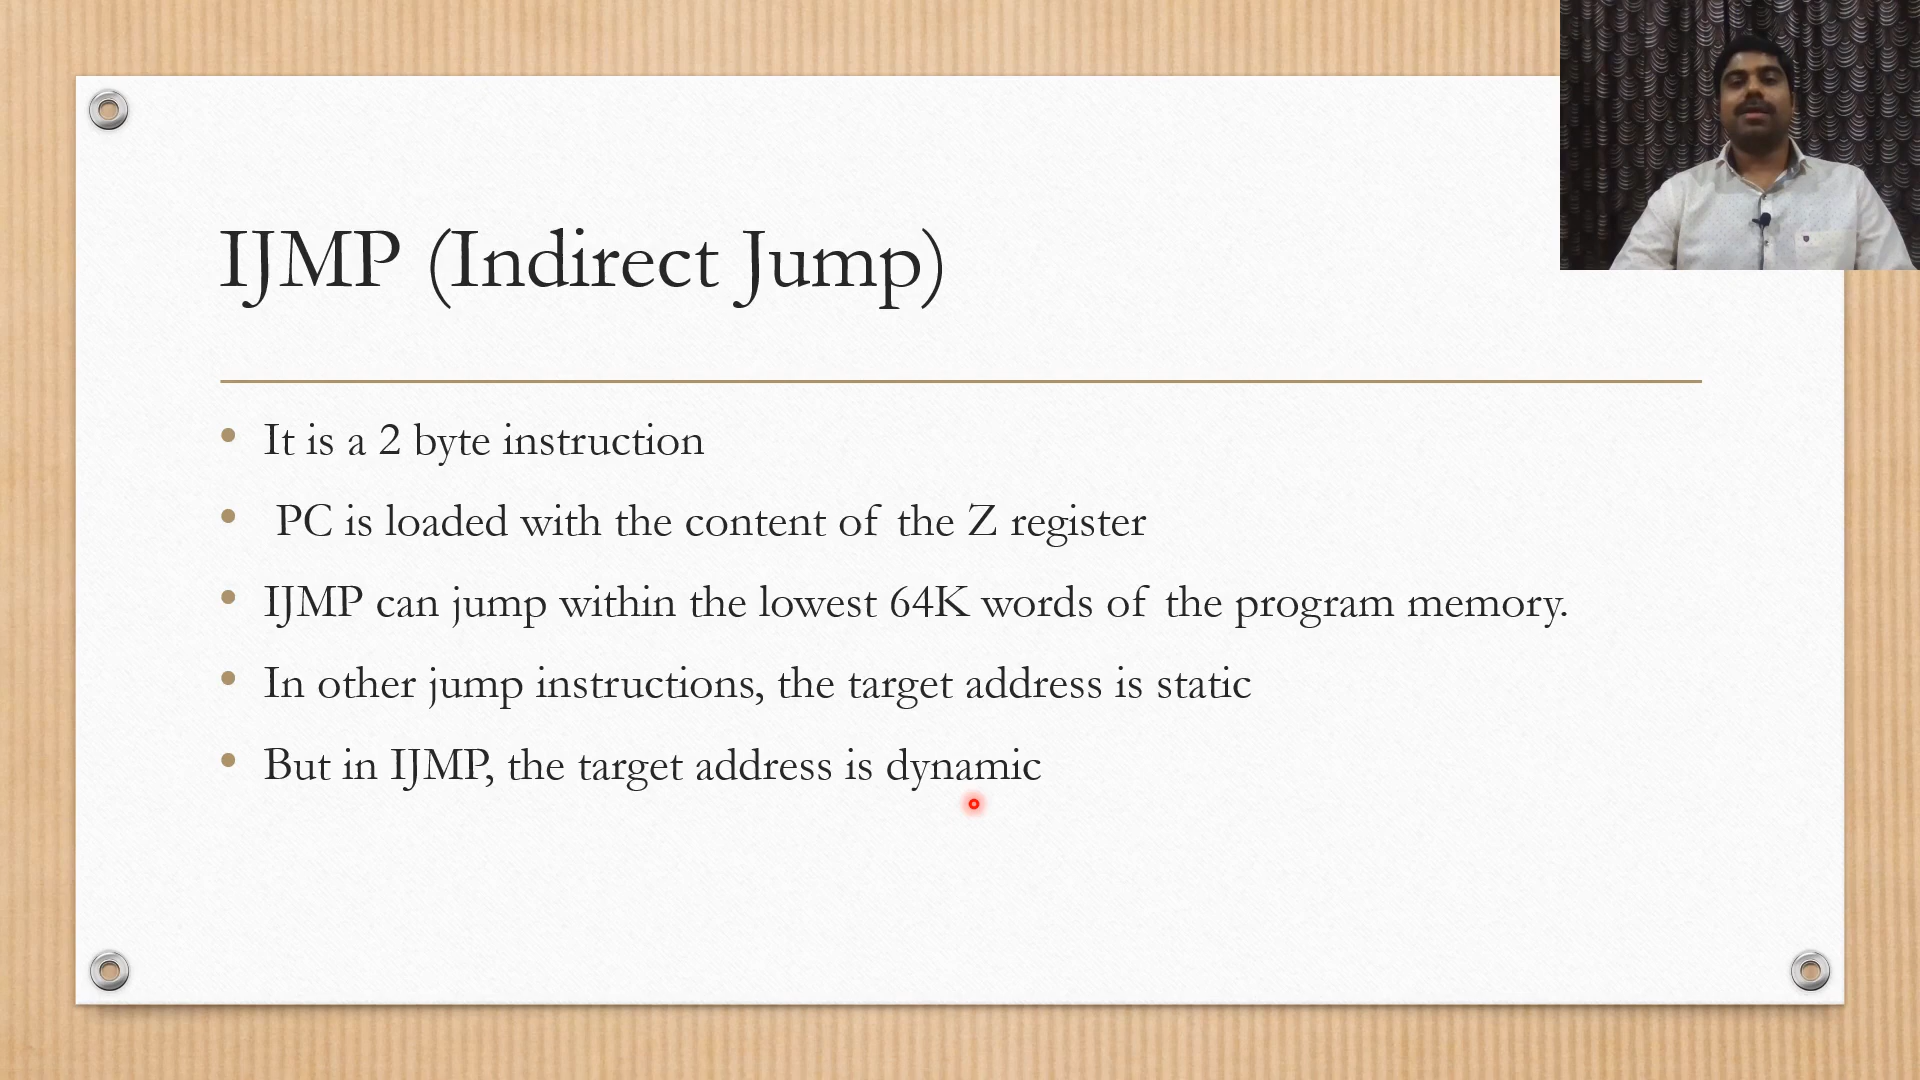 IJMP (Indirect Jump)
• It is a 2 byte instruction
• PC is loaded with the content of the Z register
• IJMP can jump within the lowest 64K words of the program memory.
• In other jump instructions, the target address is static
• But in IJMP, the target address is dynamic